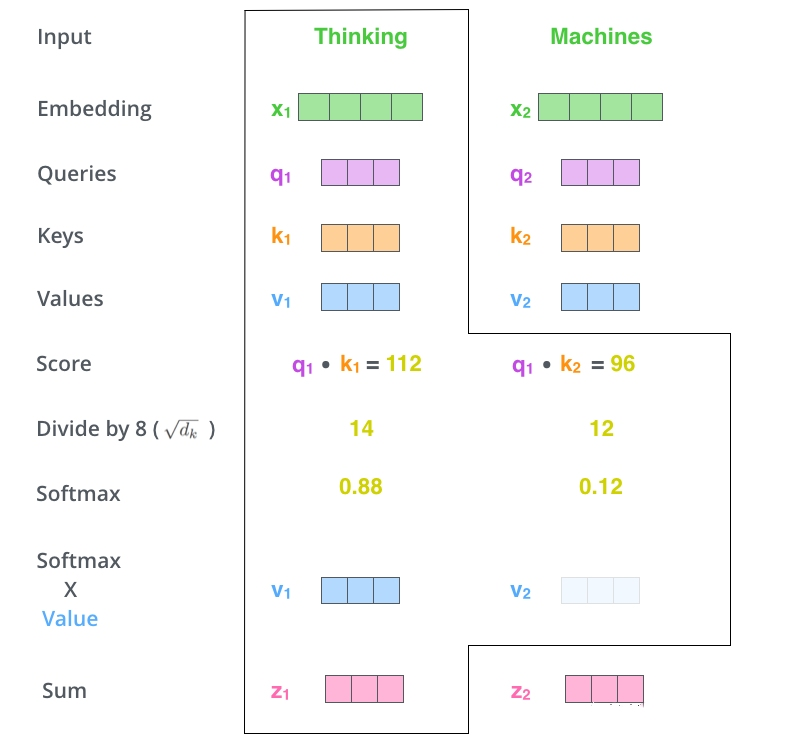 Input Thinking Machines
Embedding x₁ x₂
Queries q₁ q₂
Keys k₁ k₂
Values v₁ v₂
Score q₁ • k₁ = 112 q₁ • k₂ = 96
Divide by 8 ( √dₖ ) 14 12
Softmax 0.88 0.12
Softmax
X v₁ v₂
Value
Sum z₁ z₂